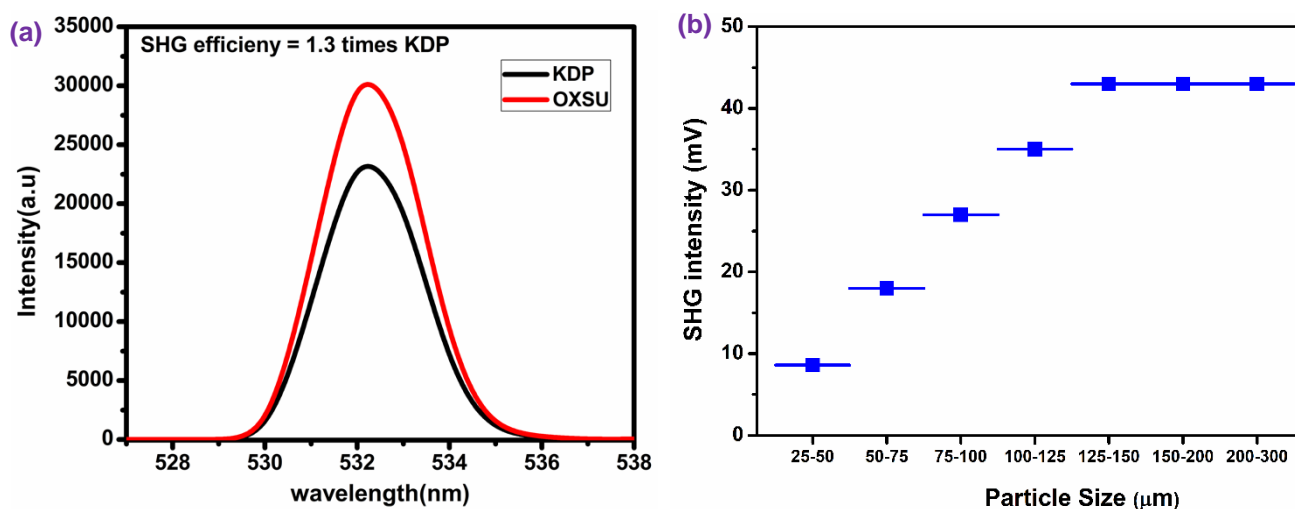 (a)
SHG efficieny = 1.3 times KDP
KDP
OXSU
Intensity(a.u)
35000
30000
25000
20000
15000
10000
5000
0
528 530 532 534 536 538
wavelength(nm)
(b)
SHG intensity (mV)
50
40
30
20
10
0
25-50 50-75 75-100 100-125 125-150 150-200 200-300
Particle Size (μm)